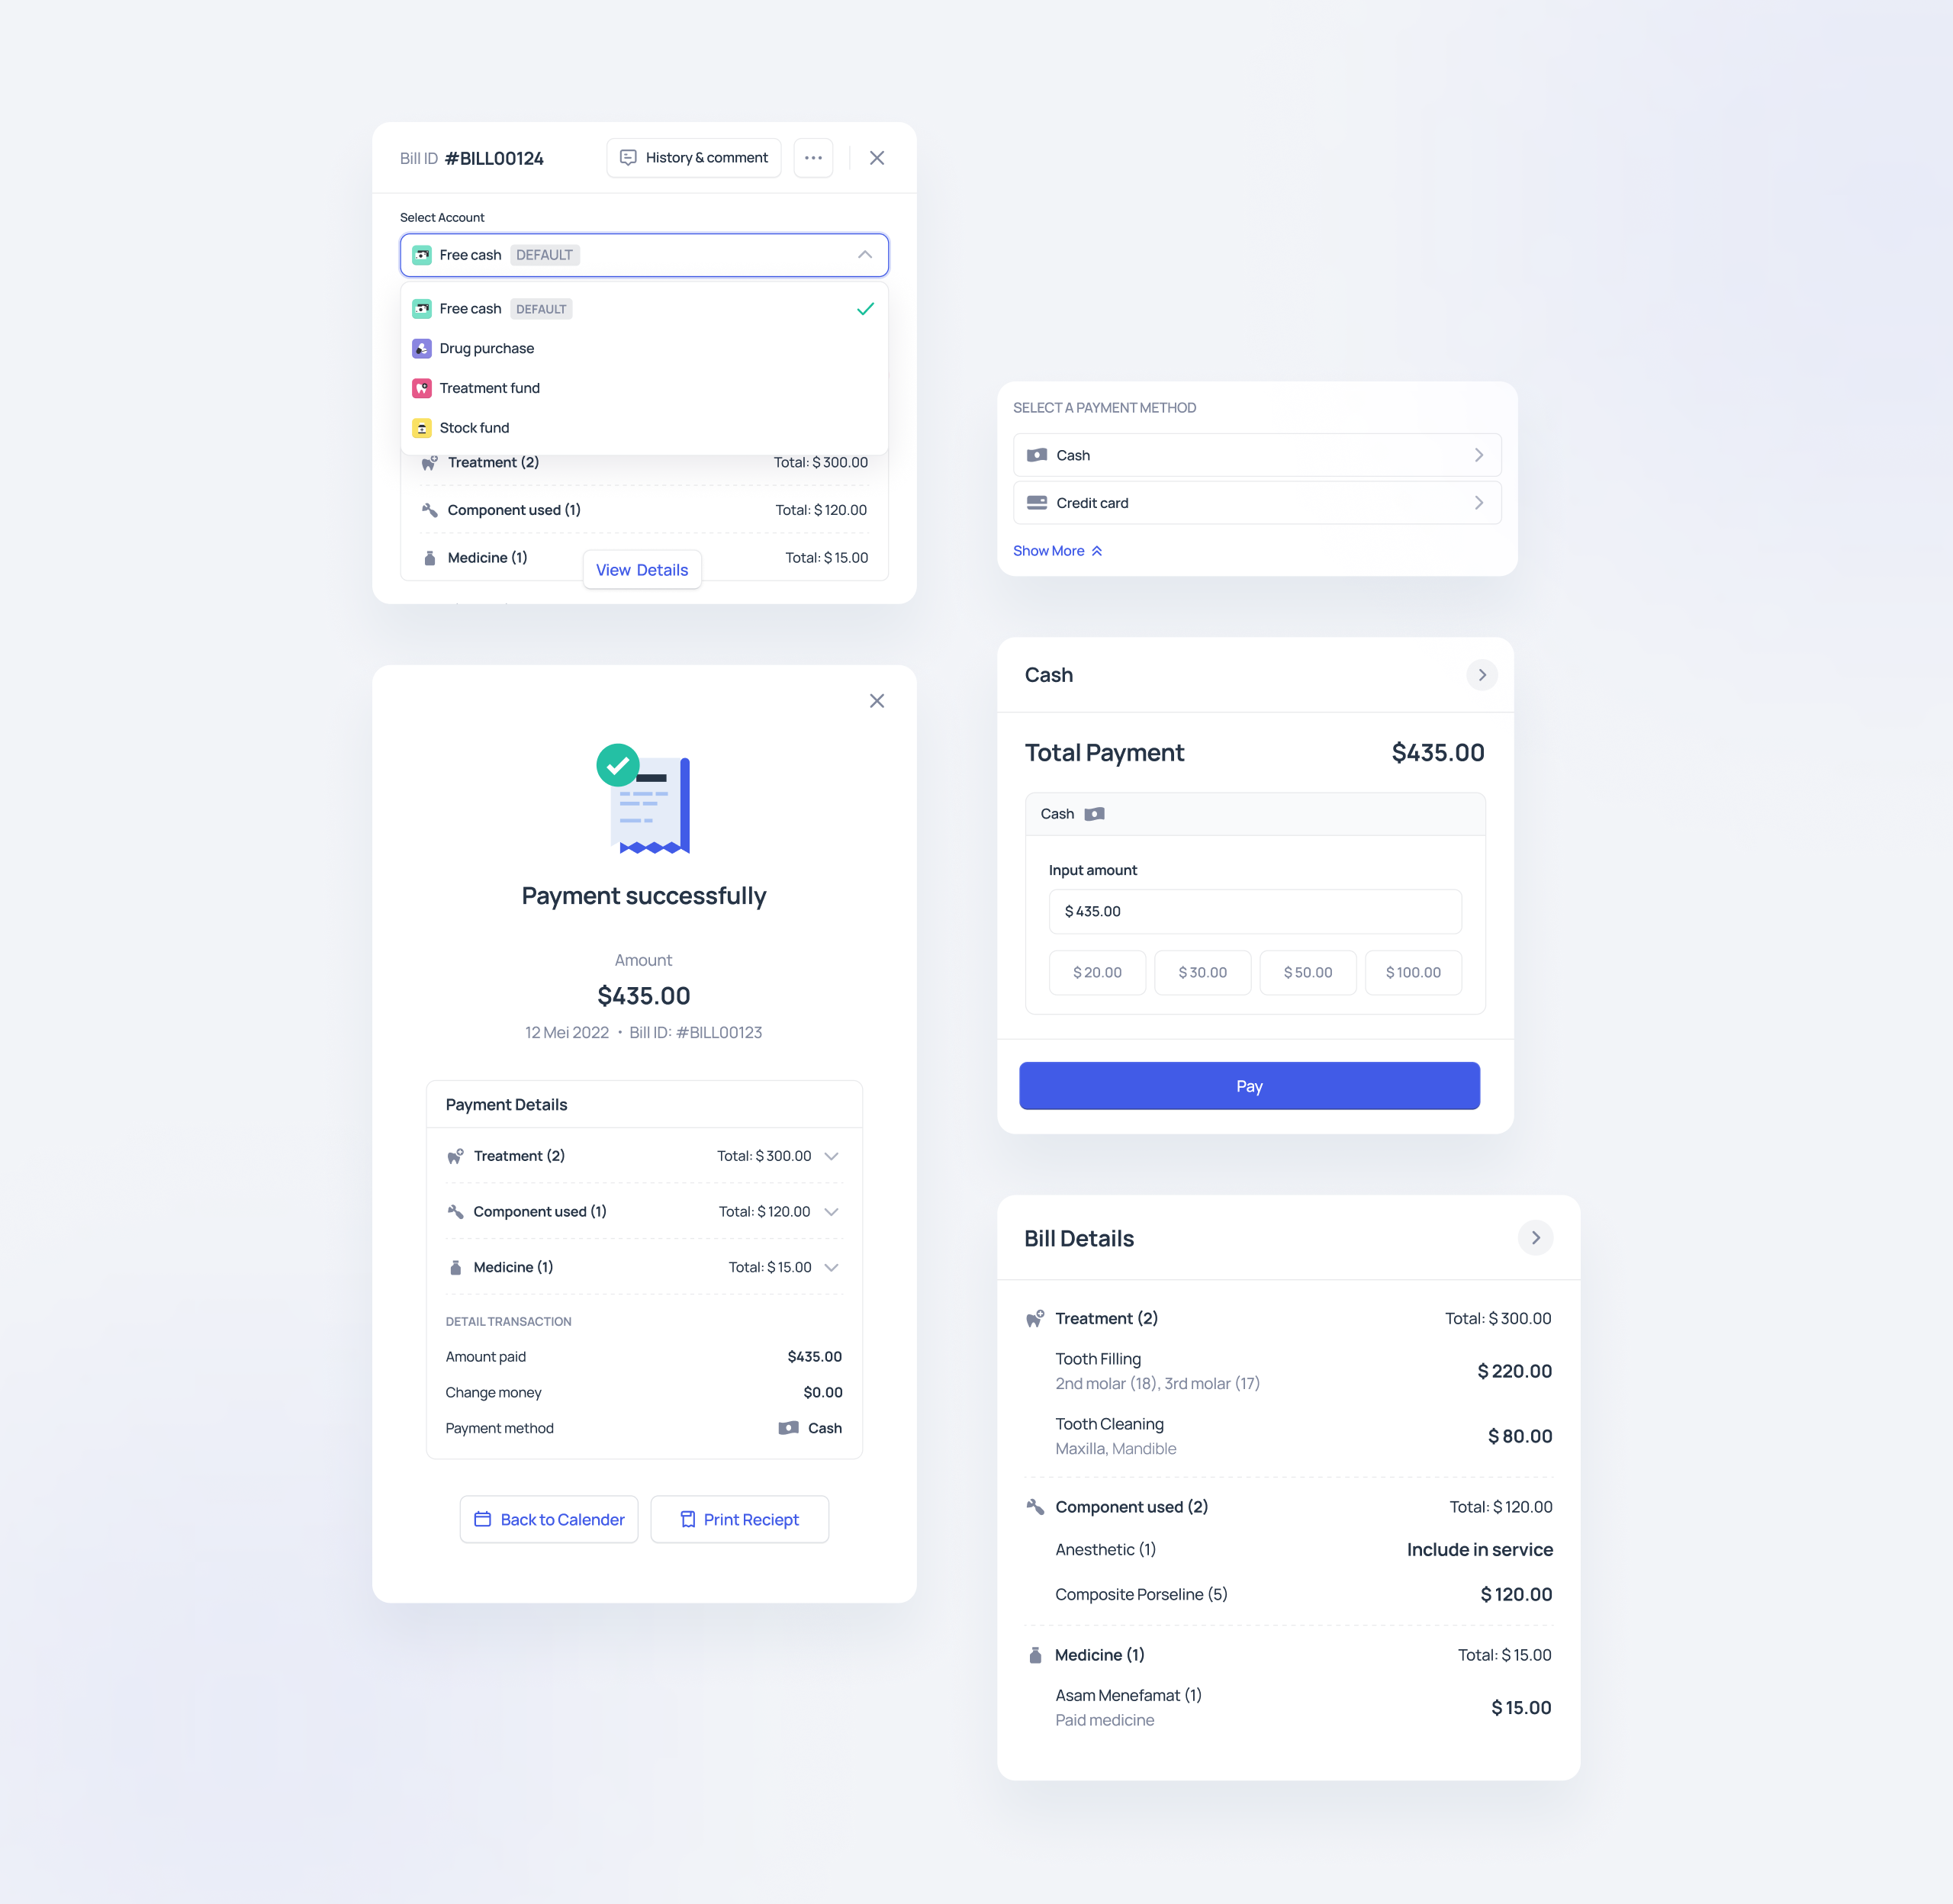 Bill ID #BILL00124 History & comment
Select Account
Free cash DEFAULT
Free cash DEFAULT
Drug purchase
Treatment fund
Stock fund
Treatment (2) Total: $ 300.00
Component used (1) Total: $ 120.00
Medicine (1) Total: $ 15.00
View Details
Payment successfully
Amount
$435.00
12 Mei 2022 • Bill ID: #BILL00123
Payment Details
Treatment (2) Total: $ 300.00
Component used (1) Total: $ 120.00
Medicine (1) Total: $ 15.00
DETAIL TRANSACTION
Amount paid $435.00
Change money $0.00
Payment method Cash
Back to Calender Print Reciept
SELECT A PAYMENT METHOD
Cash
Credit card
Show More
Cash
Total Payment $435.00
Cash
Input amount
$ 435.00
$ 20.00 $ 30.00 $ 50.00 $ 100.00
Pay
Bill Details
Treatment (2) Total: $ 300.00
Tooth Filling
2nd molar (18), 3rd molar (17) $ 220.00
Tooth Cleaning
Maxilla, Mandible $ 80.00
Component used (2) Total: $ 120.00
Anesthetic (1) Include in service
Composite Porseline (5) $ 120.00
Medicine (1) Total: $ 15.00
Asam Menefamat (1)
Paid medicine $ 15.00